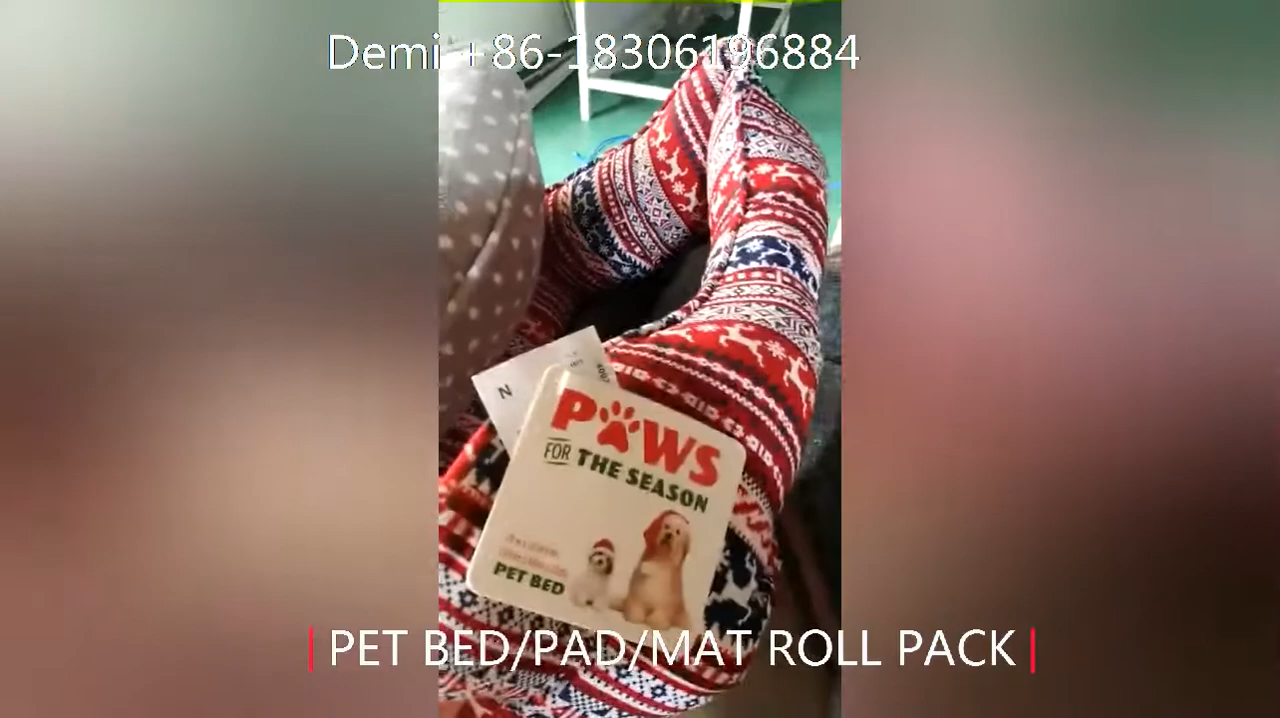 Demi +86-18306196884
N
PAWS
FOR THE SEASON
PET BED
PET BED/PAD/MAT ROLL PACK